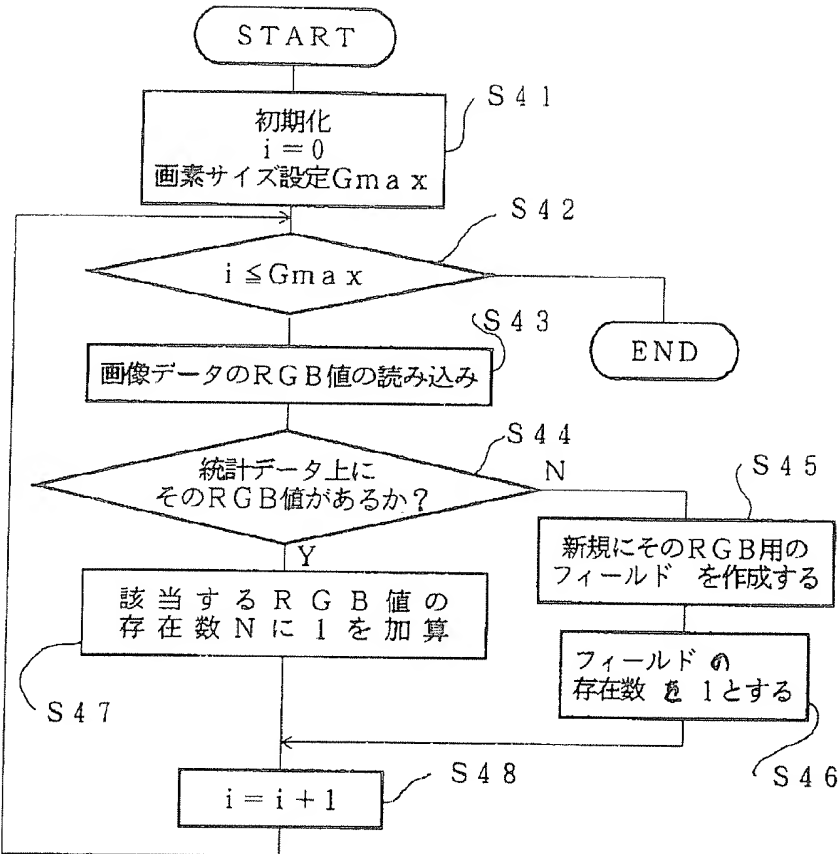 START
S41
初期化
i=0
画素サイズ設定Gmax
S42
i≦Gmax
S43
END
画像データのRGB値の読み込み
S44
統計データ上に
そのRGB値があるか?
N
S45
新規にそのRGB用の
フィールド を作成する
Y
該当するRGB値の
存在数Nに1を加算
フィールド の
存在数 を 1とする
S47
S46
S48
i=i+1